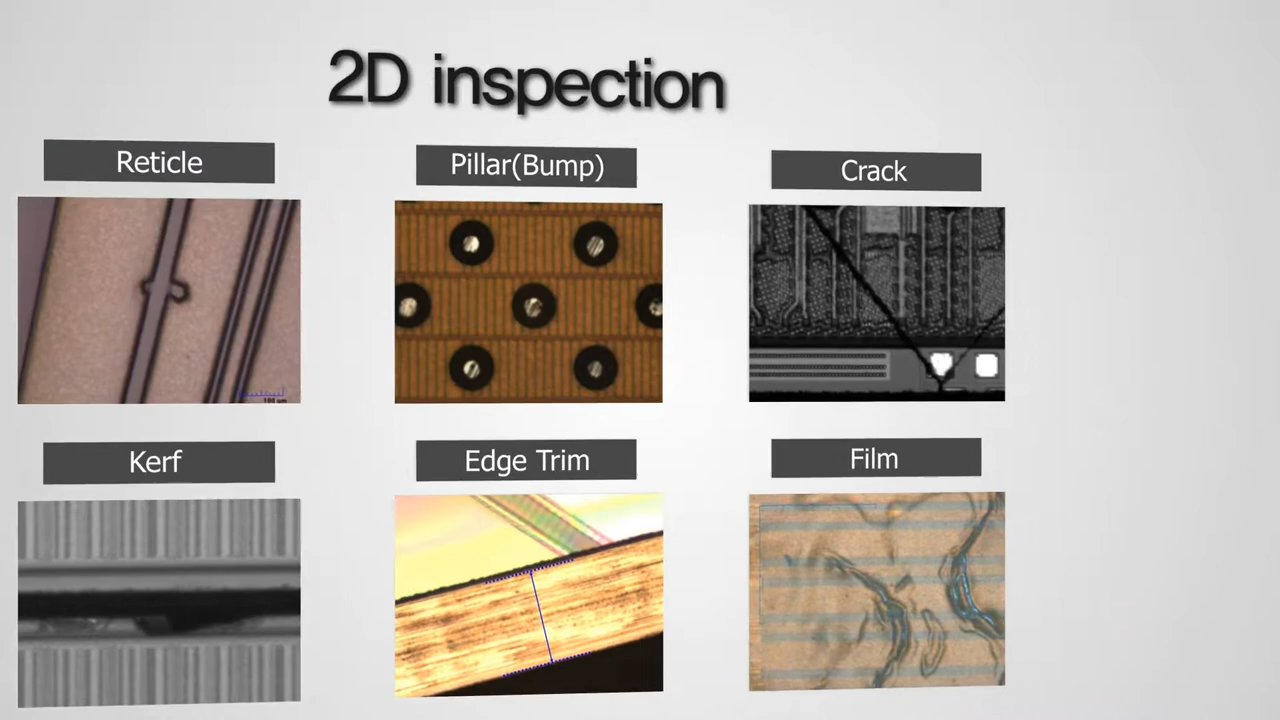 2D inspection
Reticle
Pillar(Bump)
Crack
Kerf
Edge Trim
Film